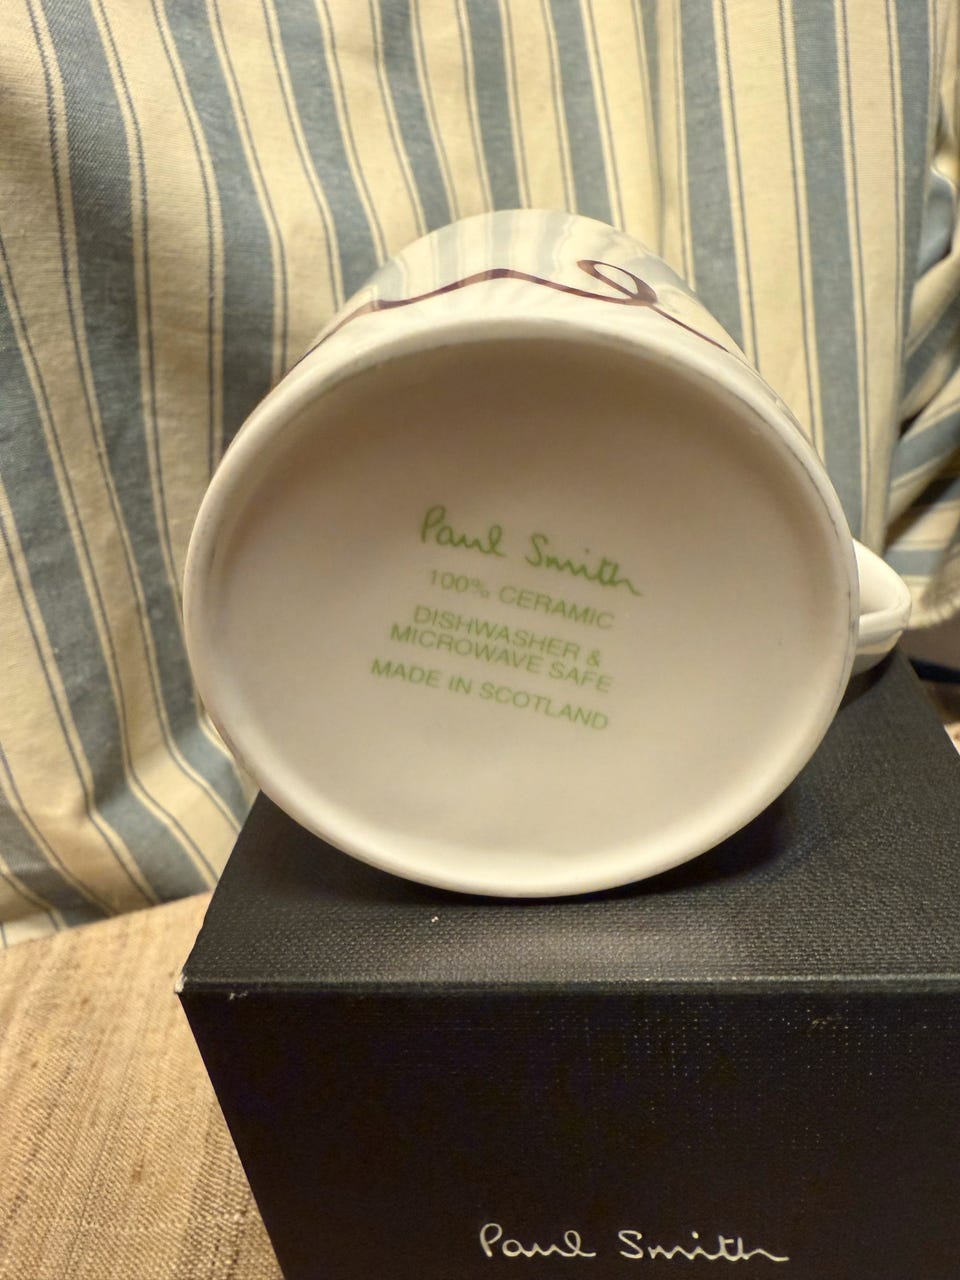 Paul Smith
100% CERAMIC
DISHWASHER &
MICROWAVE SAFE
MADE IN SCOTLAND
Paul Smith